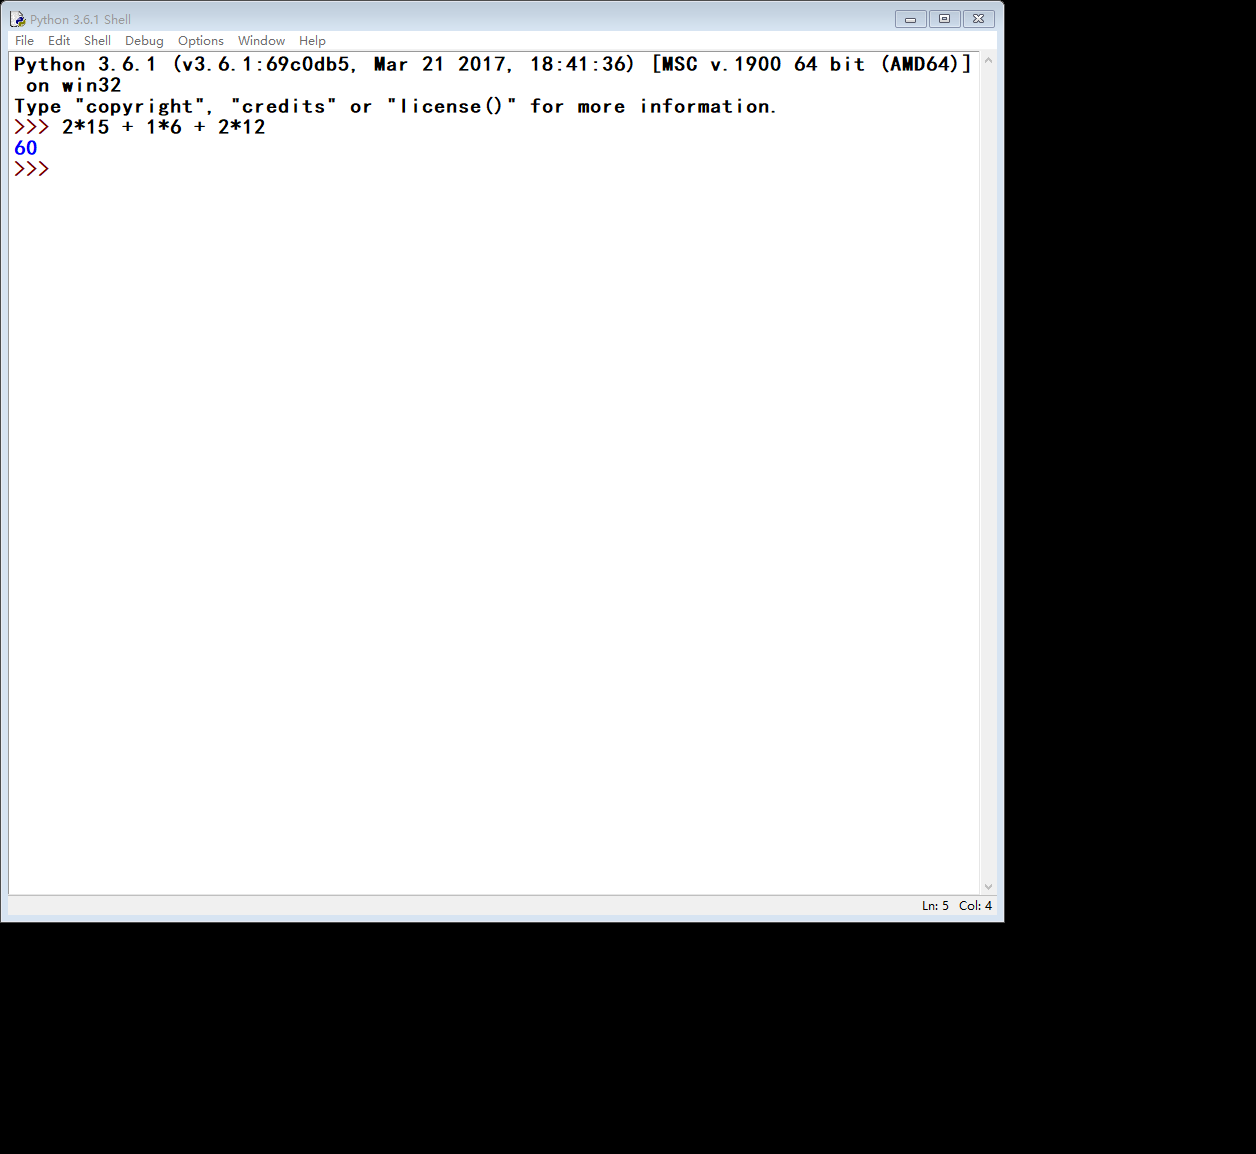 Python 3.6.1 Shell
File Edit Shell Debug Options Window Help
Python 3.6.1 (v3.6.1:69c0db5, Mar 21 2017, 18:41:36) [MSC v.1900 64 bit (AMD64)]
on win32
Type "copyright", "credits" or "license()" for more information.
>>> 2*15 + 1*6 + 2*12
60
>>>
Ln: 5 Col: 4